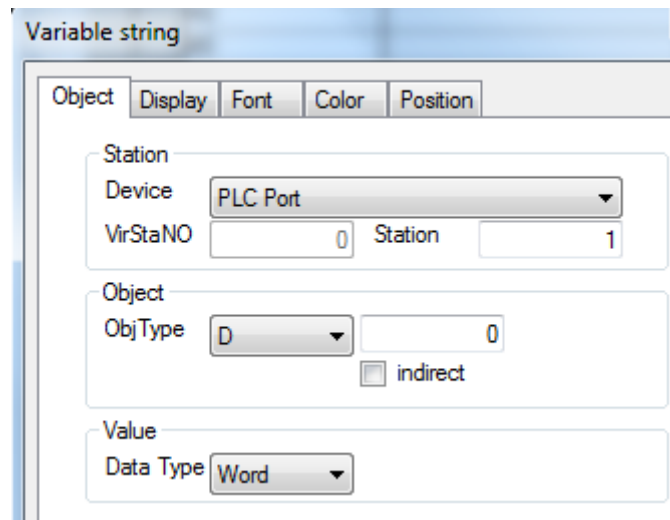 Variable string
Object Display Font Color Position
Station
Device PLC Port
VirStaNO 0 Station 1
Object
ObjType D 0
indirect
Value
Data Type Word